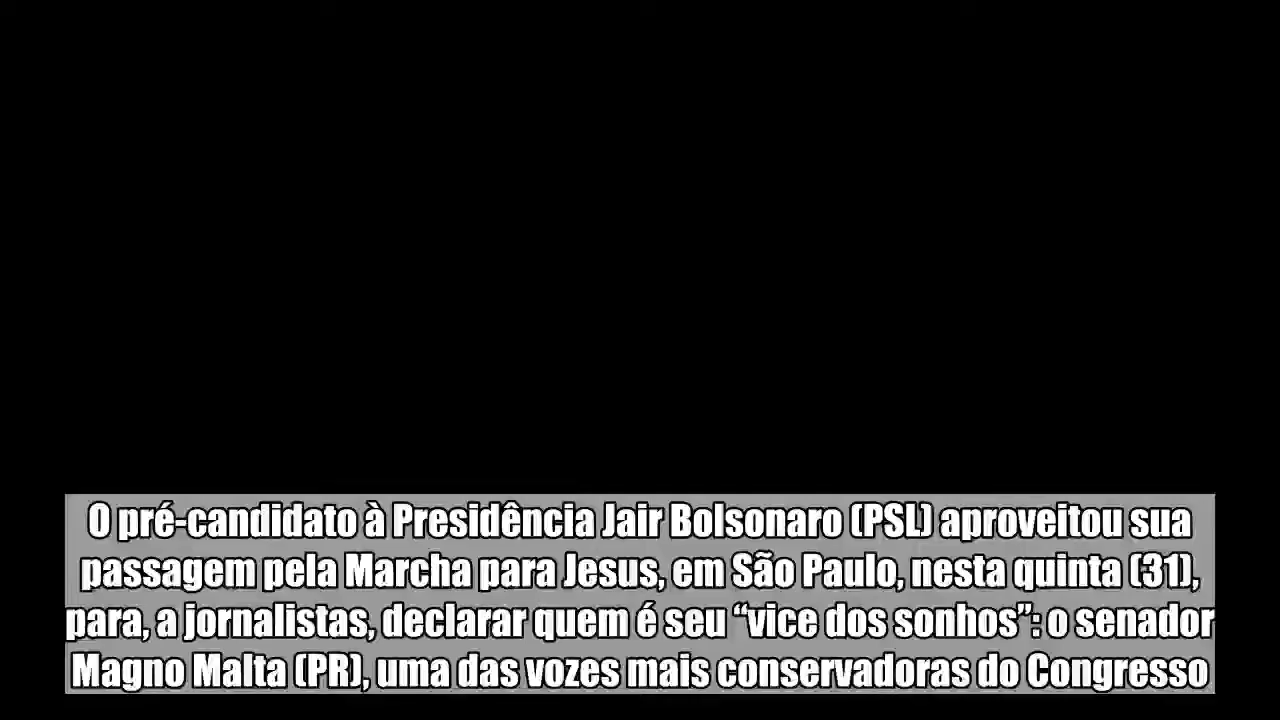 O pré-candidato à Presidência Jair Bolsonaro (PSL) aproveitou sua
passagem pela Marcha para Jesus, em São Paulo, nesta quinta (31),
para, a jornalistas, declarar quem é seu “vice dos sonhos”: o senador
Magno Malta (PR), uma das vozes mais conservadoras do Congresso